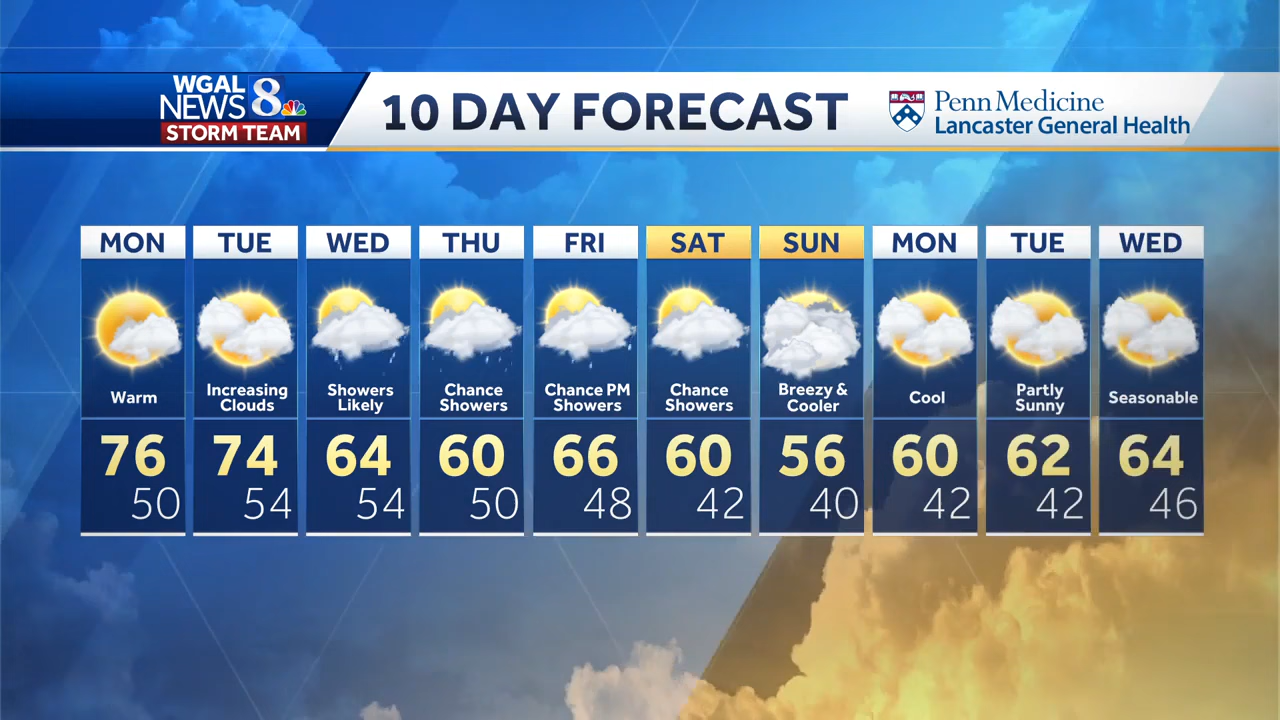 WGAL
NEWS 8
STORM TEAM
10 DAY FORECAST
Penn Medicine
Lancaster General Health
MON
Warm
76
50
TUE
Increasing
Clouds
74
54
WED
Showers
Likely
64
54
THU
Chance
Showers
60
50
FRI
Chance PM
Showers
66
48
SAT
Chance
Showers
60
42
SUN
Breezy &
Cooler
56
40
MON
Cool
60
42
TUE
Partly
Sunny
62
42
WED
Seasonable
64
46